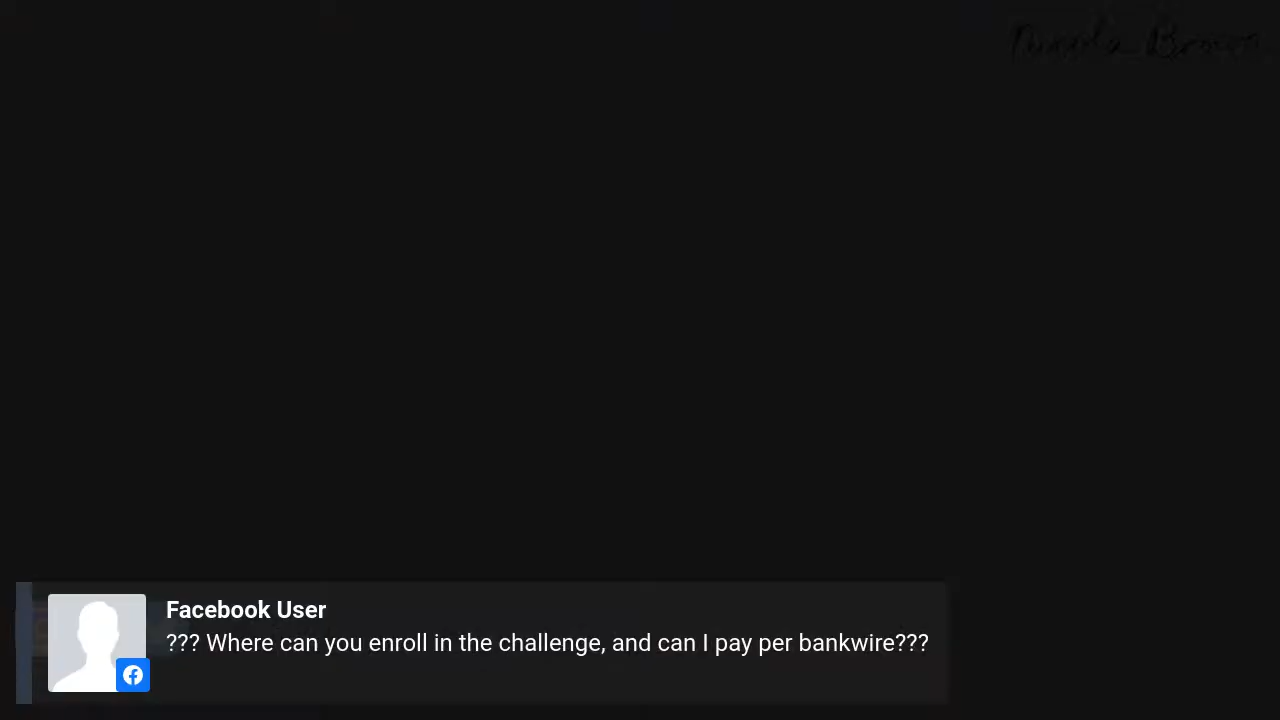 Facebook User
??? Where can you enroll in the challenge, and can I pay per bankwire???